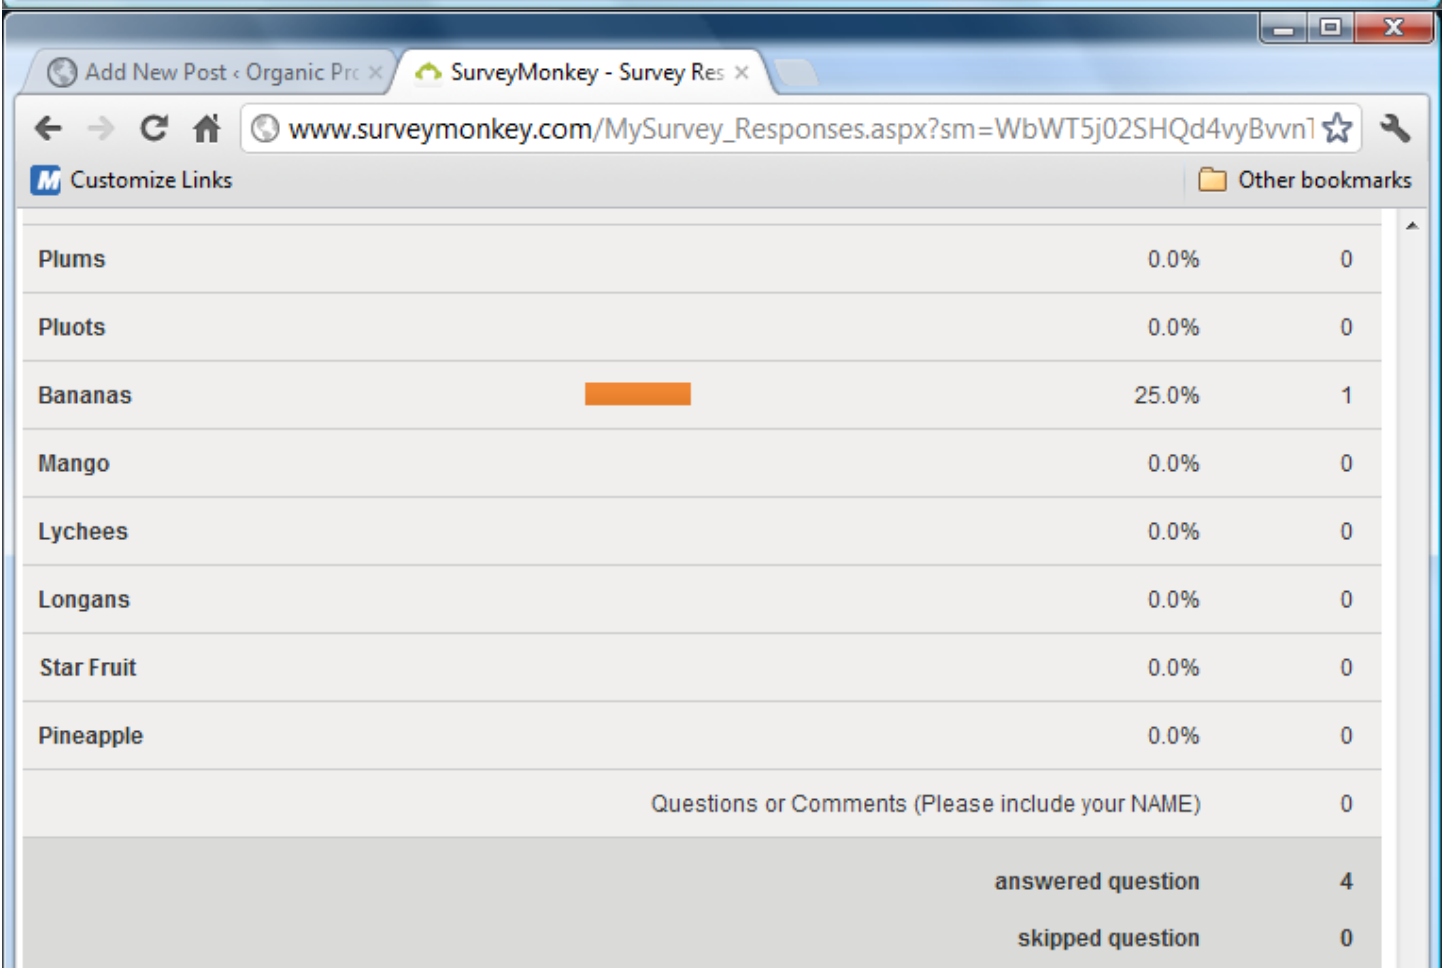 Add New Post ‹ Organic Pro
SurveyMonkey - Survey Res
www.surveymonkey.com/MySurvey_Responses.aspx?sm=WbWT5j02SHQd4vyBvvnT
Customize Links
Other bookmarks
Plums 0.0% 0
Pluots 0.0% 0
Bananas 25.0% 1
Mango 0.0% 0
Lychees 0.0% 0
Longans 0.0% 0
Star Fruit 0.0% 0
Pineapple 0.0% 0
Questions or Comments (Please include your NAME) 0
answered question 4
skipped question 0